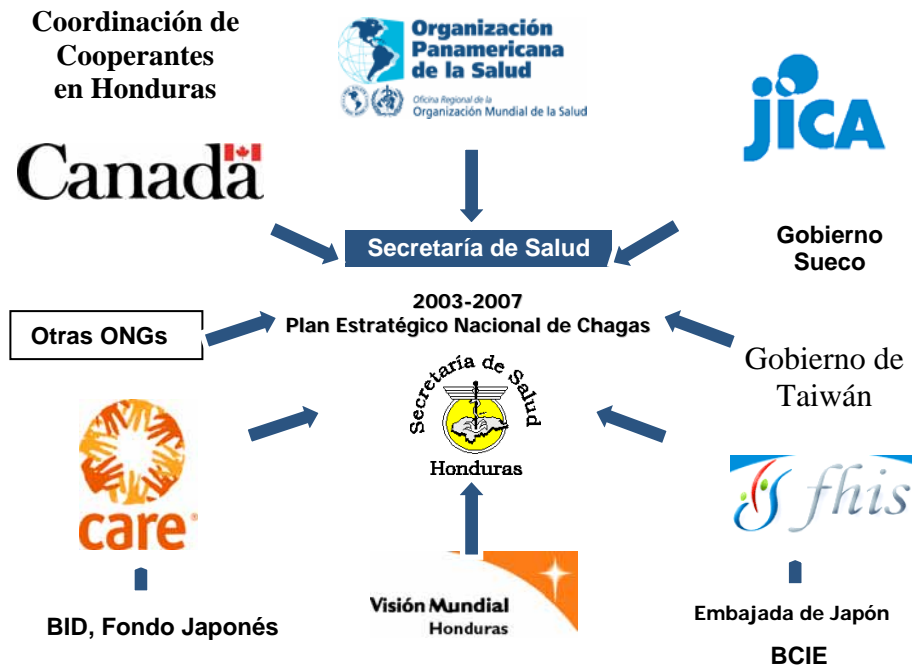 Coordinación de
Cooperantes
en Honduras
Organización
Panamericana
de la Salud
Oficina Regional de la
Organización Mundial de la Salud
jica
Canada
Secretaría de Salud
Gobierno
Sueco
2003-2007
Plan Estratégico Nacional de Chagas
Otras ONGs
Gobierno de
Taiwán
Secretaría de Salud
Honduras
care®
fhis
Visión Mundial
Honduras
BID, Fondo Japonés
Embajada de Japón
BCIE